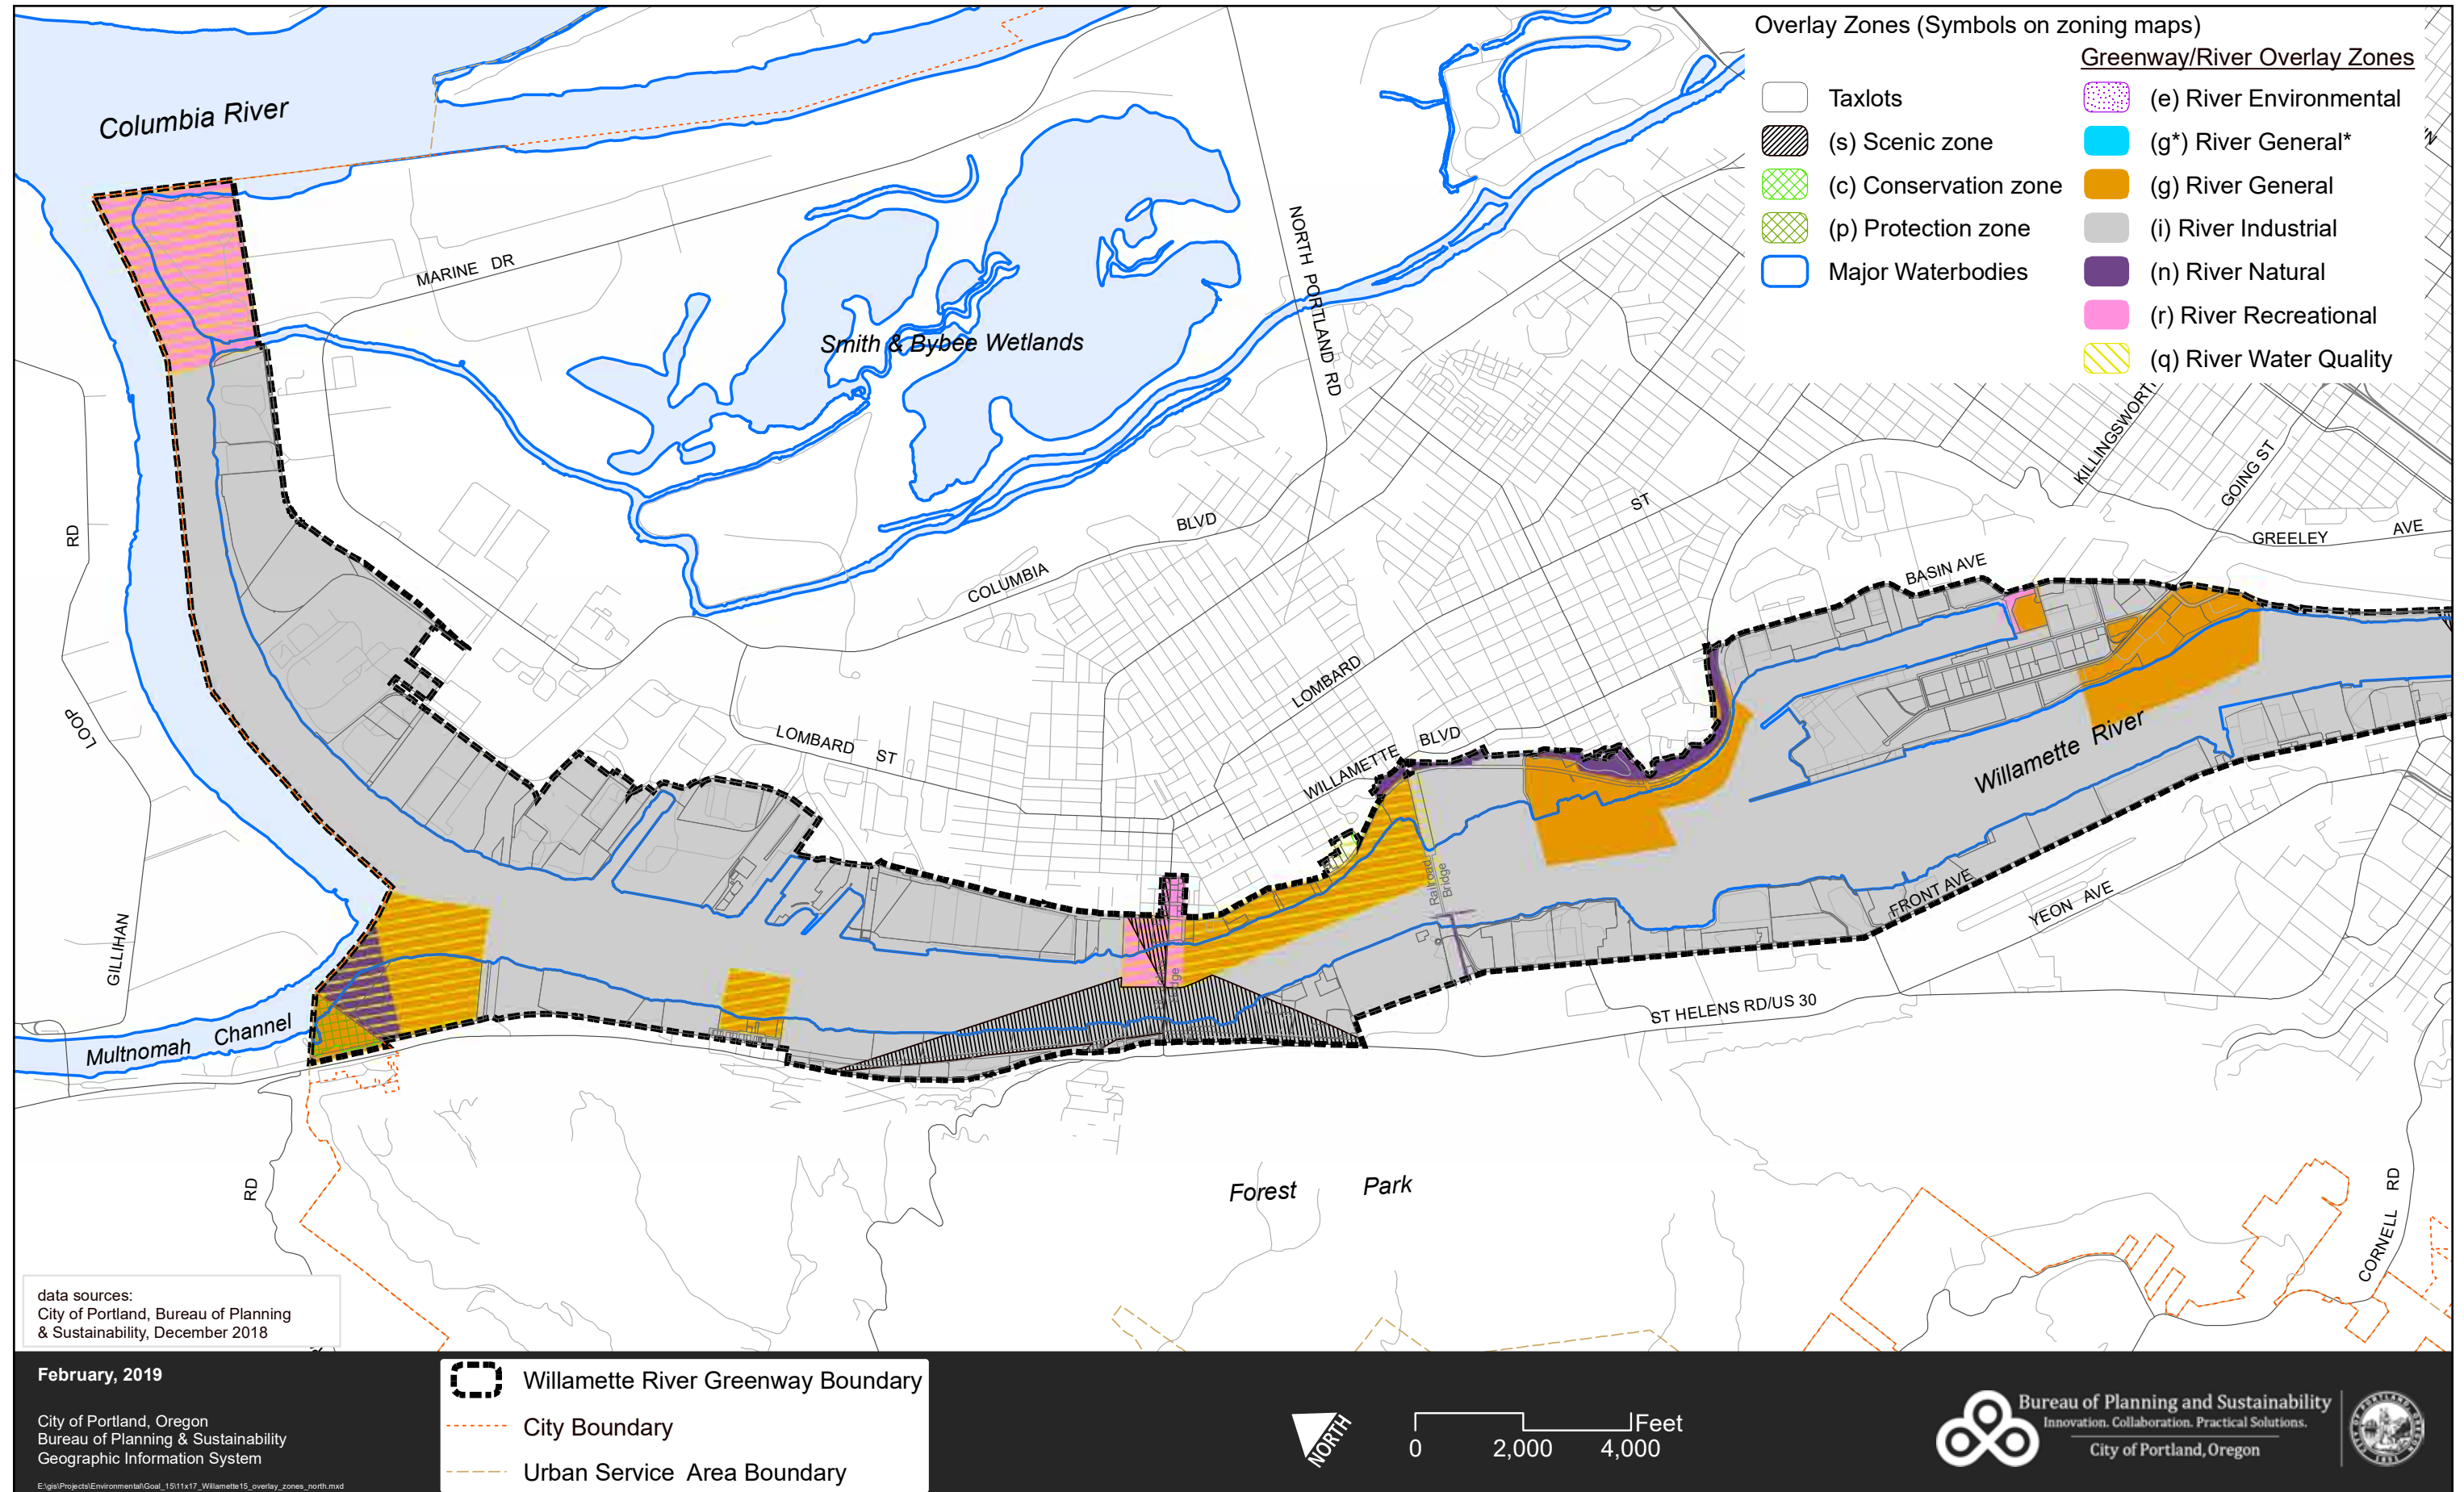 Overlay Zones (Symbols on zoning maps)
Greenway/River Overlay Zones
Taxlots
(s) Scenic zone
(c) Conservation zone
(p) Protection zone
Major Waterbodies
(e) River Environmental
(g*) River General*
(g) River General
(i) River Industrial
(n) River Natural
(r) River Recreational
(q) River Water Quality
Columbia River
MARINE DR
Smith & Bybee Wetlands
NORTH PORTLAND RD
KILLINGSWORTH
GOING ST
GREELEY AVE
BASIN AVE
RD
BLVD
COLUMBIA
ST
LOMBARD
LOOP
LOMBARD ST
WILLAMETTE BLVD
Willamette River
Railroad
Bridge
FRONT AVE
YEON AVE
GILLIHAN
Multnomah Channel
ST HELENS RD/US 30
RD
Forest Park
CORNELL RD
data sources:
City of Portland, Bureau of Planning
& Sustainability, December 2018
February, 2019
City of Portland, Oregon
Bureau of Planning & Sustainability
Geographic Information System
E:\gis\Projects\Environmental\Goal_15\11x17_Willamette15_overlay_zones_north.mxd
Willamette River Greenway Boundary
City Boundary
Urban Service Area Boundary
NORTH
Feet
0 2,000 4,000
Bureau of Planning and Sustainability
Innovation. Collaboration. Practical Solutions.
City of Portland, Oregon